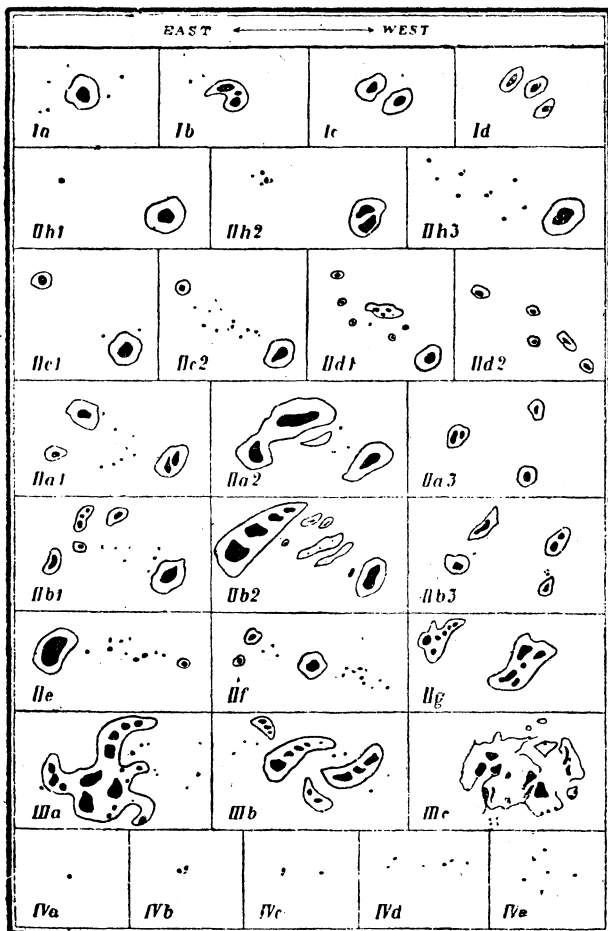 EAST ⟷ WEST
Ia Ib Ic Id
IIh1 IIh2 IIh3
IIc1 IIc2 IId1 IId2
IIa1 IIa2 IIa3
IIb1 IIb2 IIb3
IIe IIf IIg
IIIa IIIb IIIc
IVa IVb IVc IVd IVe